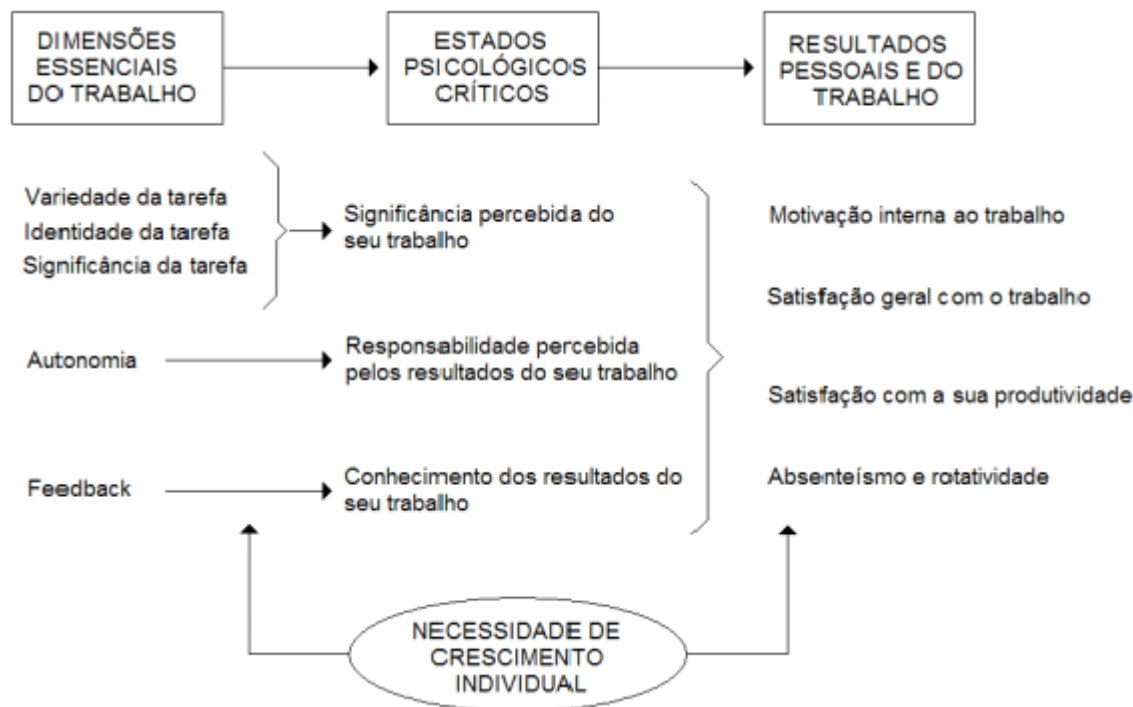 DIMENSÕES
ESSENCIAIS
DO TRABALHO
ESTADOS
PSICOLÓGICOS
CRÍTICOS
RESULTADOS
PESSOAIS E DO
TRABALHO
Variedade da tarefa
Identidade da tarefa
Significância da tarefa
Significância percebida do
seu trabalho
Motivação interna ao trabalho
Satisfação geral com o trabalho
Autonomia
Responsabilidade percebida
pelos resultados do seu trabalho
Satisfação com a sua produtividade
Feedback
Conhecimento dos resultados do
seu trabalho
Absenteísmo e rotatividade
NECESSIDADE DE
CRESCIMENTO
INDIVIDUAL